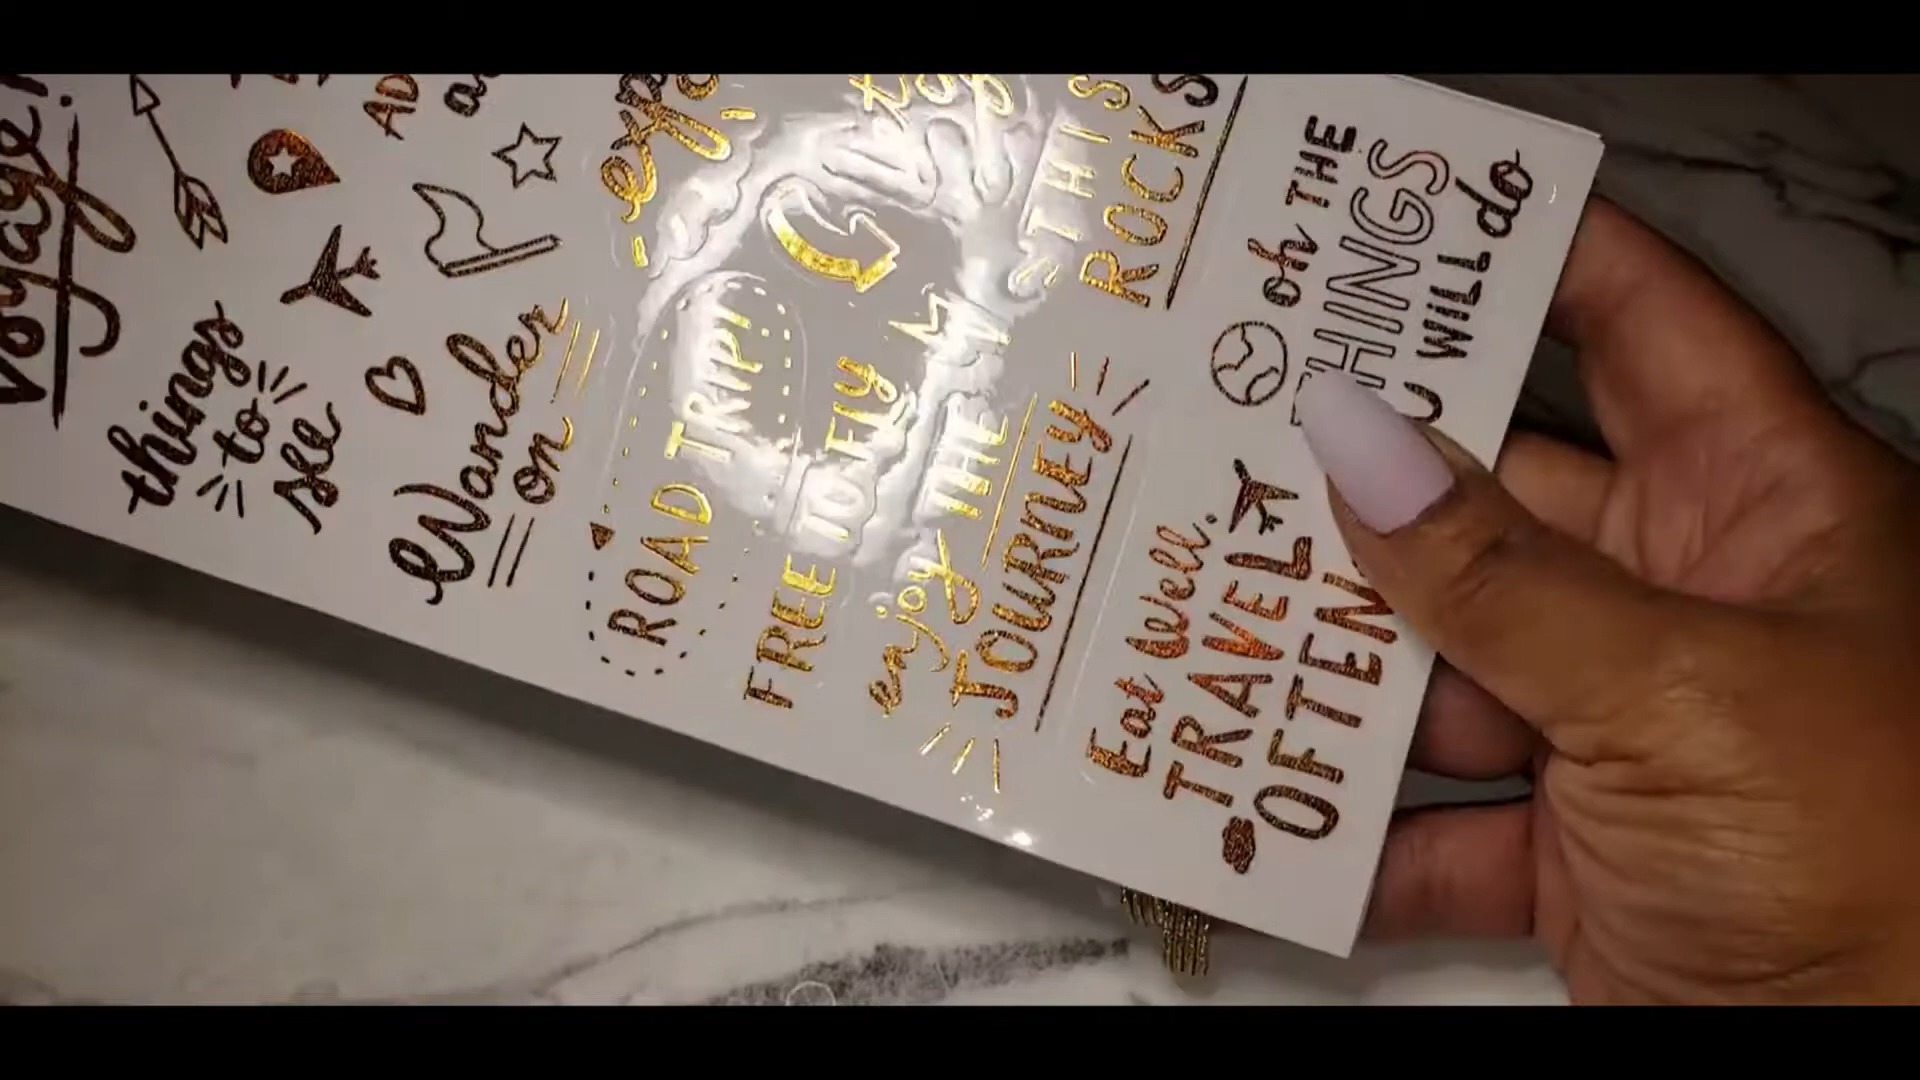 voyage!
things
to
see
Wander
on
ROAD TRIP!
FREE TO FLY
enjoy THE
JOURNEY
THIS
ROCKS
oh THE
THINGS
WILL do
Eat Well.
TRAVEL
OFTEN